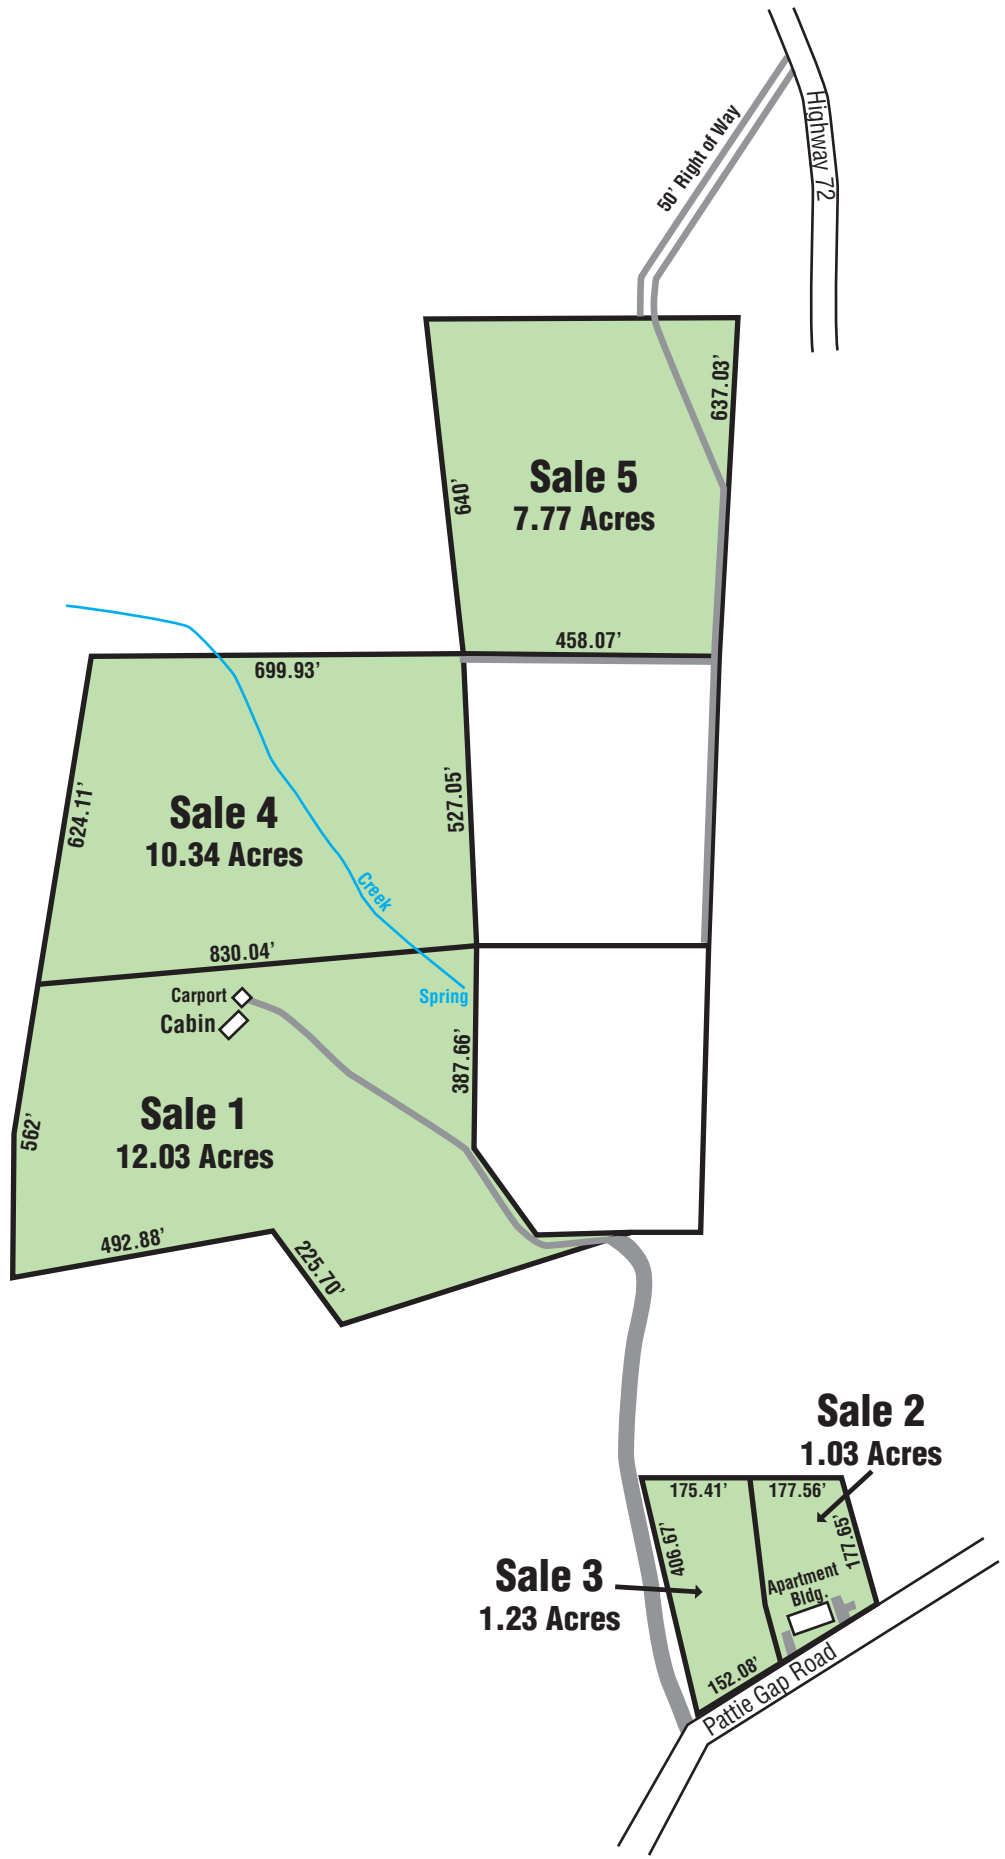 Highway 72
50’ Right of Way
637.03’
Sale 5
7.77 Acres
640’
458.07’
699.93’
624.11’
527.05’
Sale 4
10.34 Acres
Creek
830.04’
Spring
Carport
Cabin
387.66’
Sale 1
12.03 Acres
562’
492.88’
225.70’
Sale 2
1.03 Acres
175.41’
177.56’
406.67’
177.65’
Sale 3
1.23 Acres
Apartment
Bldg.
152.08’
Pattie Gap Road